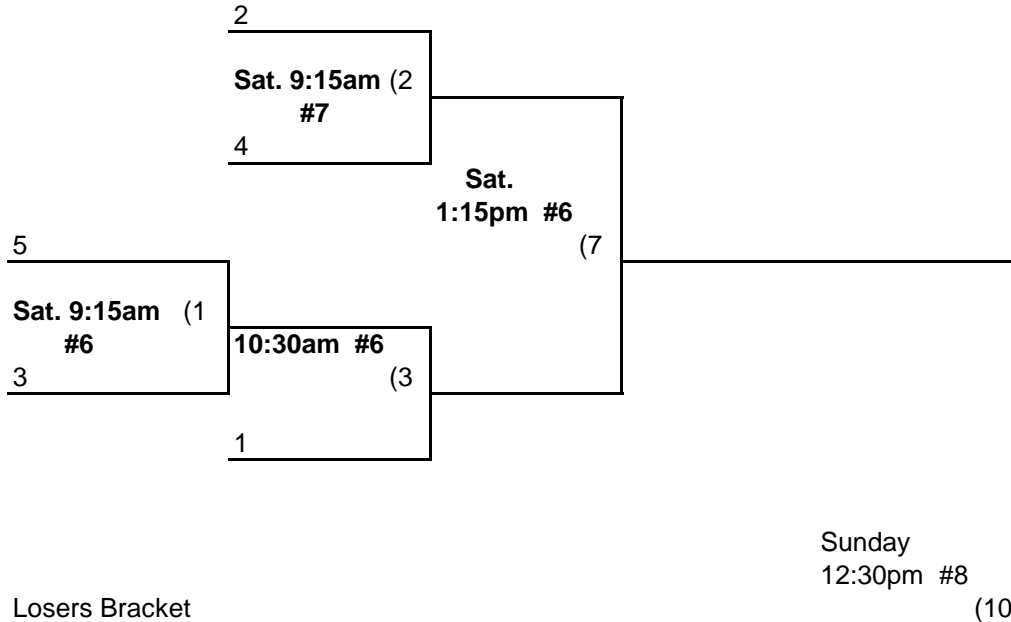 2
Sat. 9:15am (2
#7
4
Sat.
1:15pm #6
(7
5
Sat. 9:15am (1
#6
10:30am #6
3
(3
1
Sunday
12:30pm #8
Losers Bracket
(10